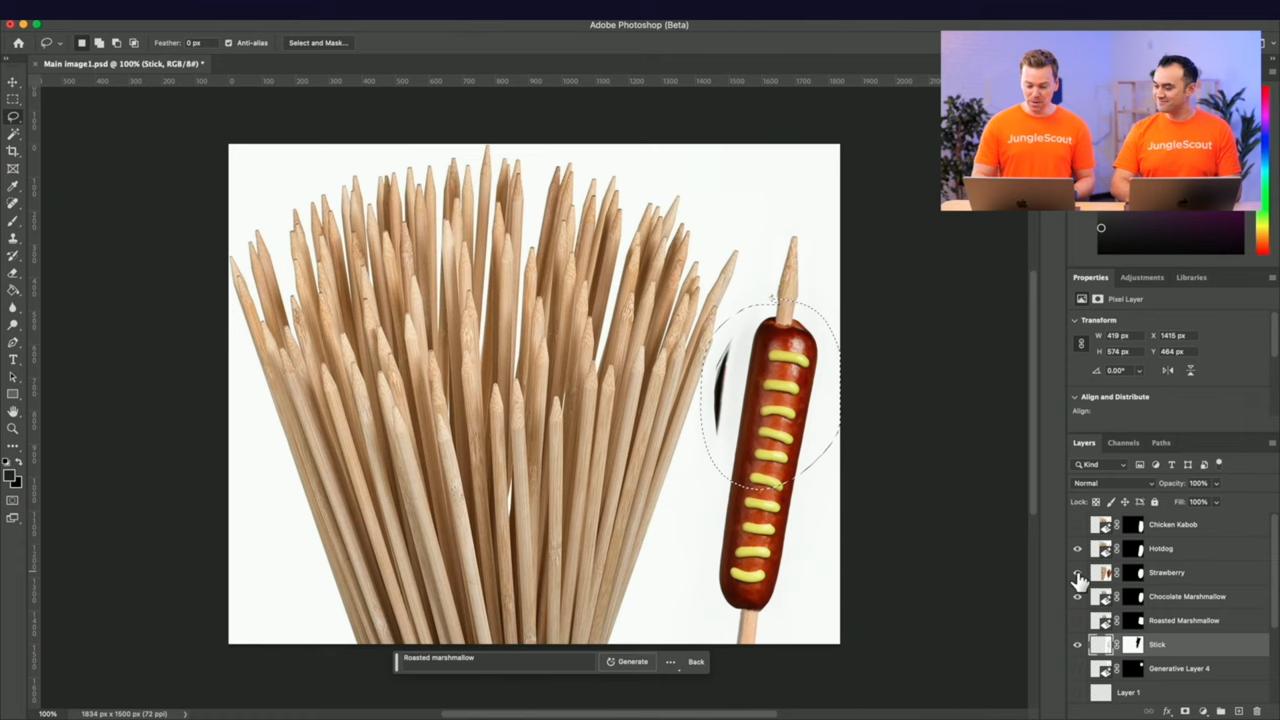 Adobe Photoshop (Beta)
Feather: 0 px
Anti-alias
Select and Mask...
Main image1.psd @ 100% (Stick, RGB/8#) *
JungleScout
JungleScout
Properties
Adjustments
Libraries
Pixel Layer
Transform
W 419 px X 1415 px
H 574 px Y 464 px
0.00°
Align and Distribute
Align:
Layers
Channels
Paths
Kind
Normal
Opacity: 100%
Lock:
Fill: 100%
Chicken Kabob
Hotdog
Strawberry
Chocolate Marshmallow
Roasted Marshmallow
Stick
Generative Layer 4
Layer 1
Roasted marshmallow
Generate
Back
100%
1834 px x 1500 px (72 ppi)